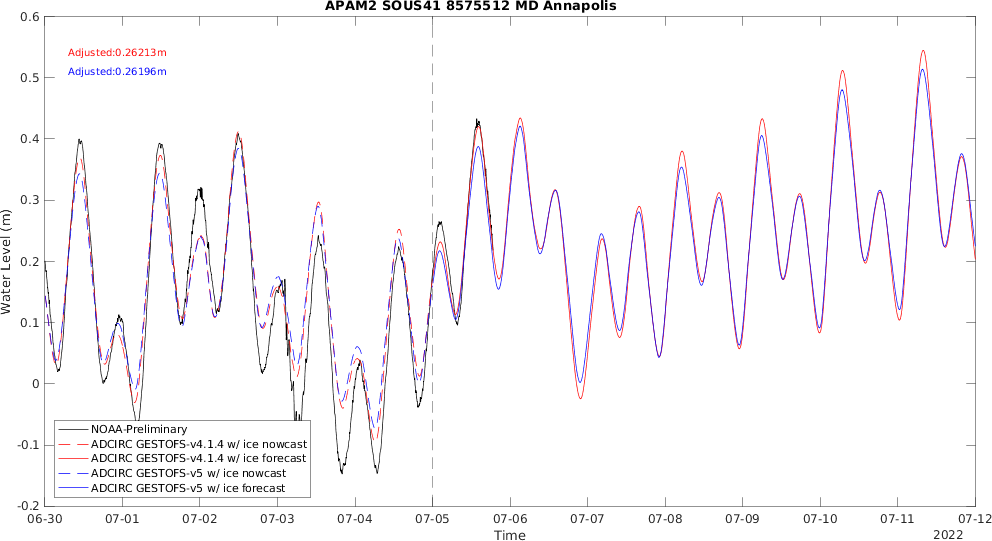 APAM2 SOUS41 8575512 MD Annapolis
Adjusted:0.26213m
Adjusted:0.26196m
Water Level (m)
0.6
0.5
0.4
0.3
0.2
0.1
0
-0.1
-0.2
NOAA-Preliminary
ADCIRC GESTOFS-v4.1.4 w/ ice nowcast
ADCIRC GESTOFS-v4.1.4 w/ ice forecast
ADCIRC GESTOFS-v5 w/ ice nowcast
ADCIRC GESTOFS-v5 w/ ice forecast
06-30 07-01 07-02 07-03 07-04 07-05 07-06 07-07 07-08 07-09 07-10 07-11 07-12
Time
2022